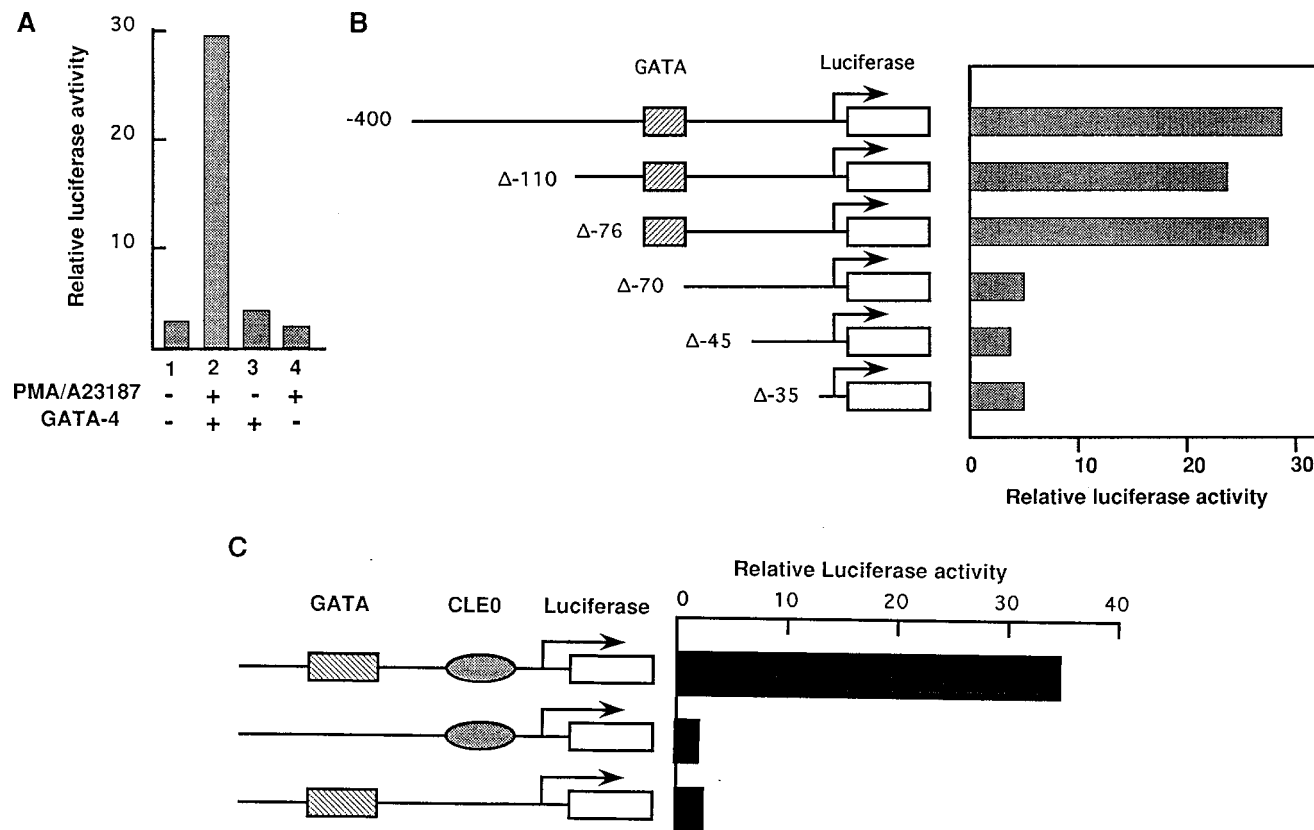 A
Relative luciferase avtivity
30
20
10
1 2 3 4
PMA/A23187 - + - +
GATA-4 - + + -
B
GATA Luciferase
-400
Δ-110
Δ-76
Δ-70
Δ-45
Δ-35
0 10 20 30
Relative luciferase activity
C
Relative Luciferase activity
GATA CLE0 Luciferase
0 10 20 30 40